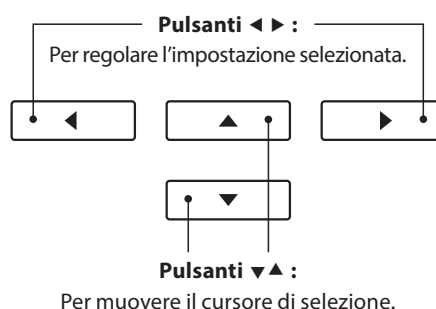 Pulsanti ◀ ▶ :
Per regolare l’impostazione selezionata.
Pulsanti ▼▲ :
Per muovere il cursore di selezione.